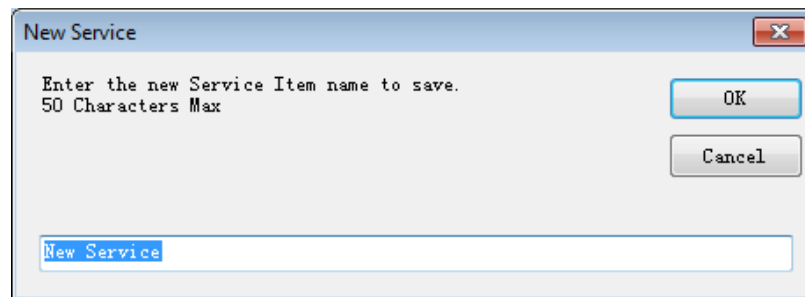 New Service
Enter the new Service Item name to save.
50 Characters Max
OK
Cancel
New Service